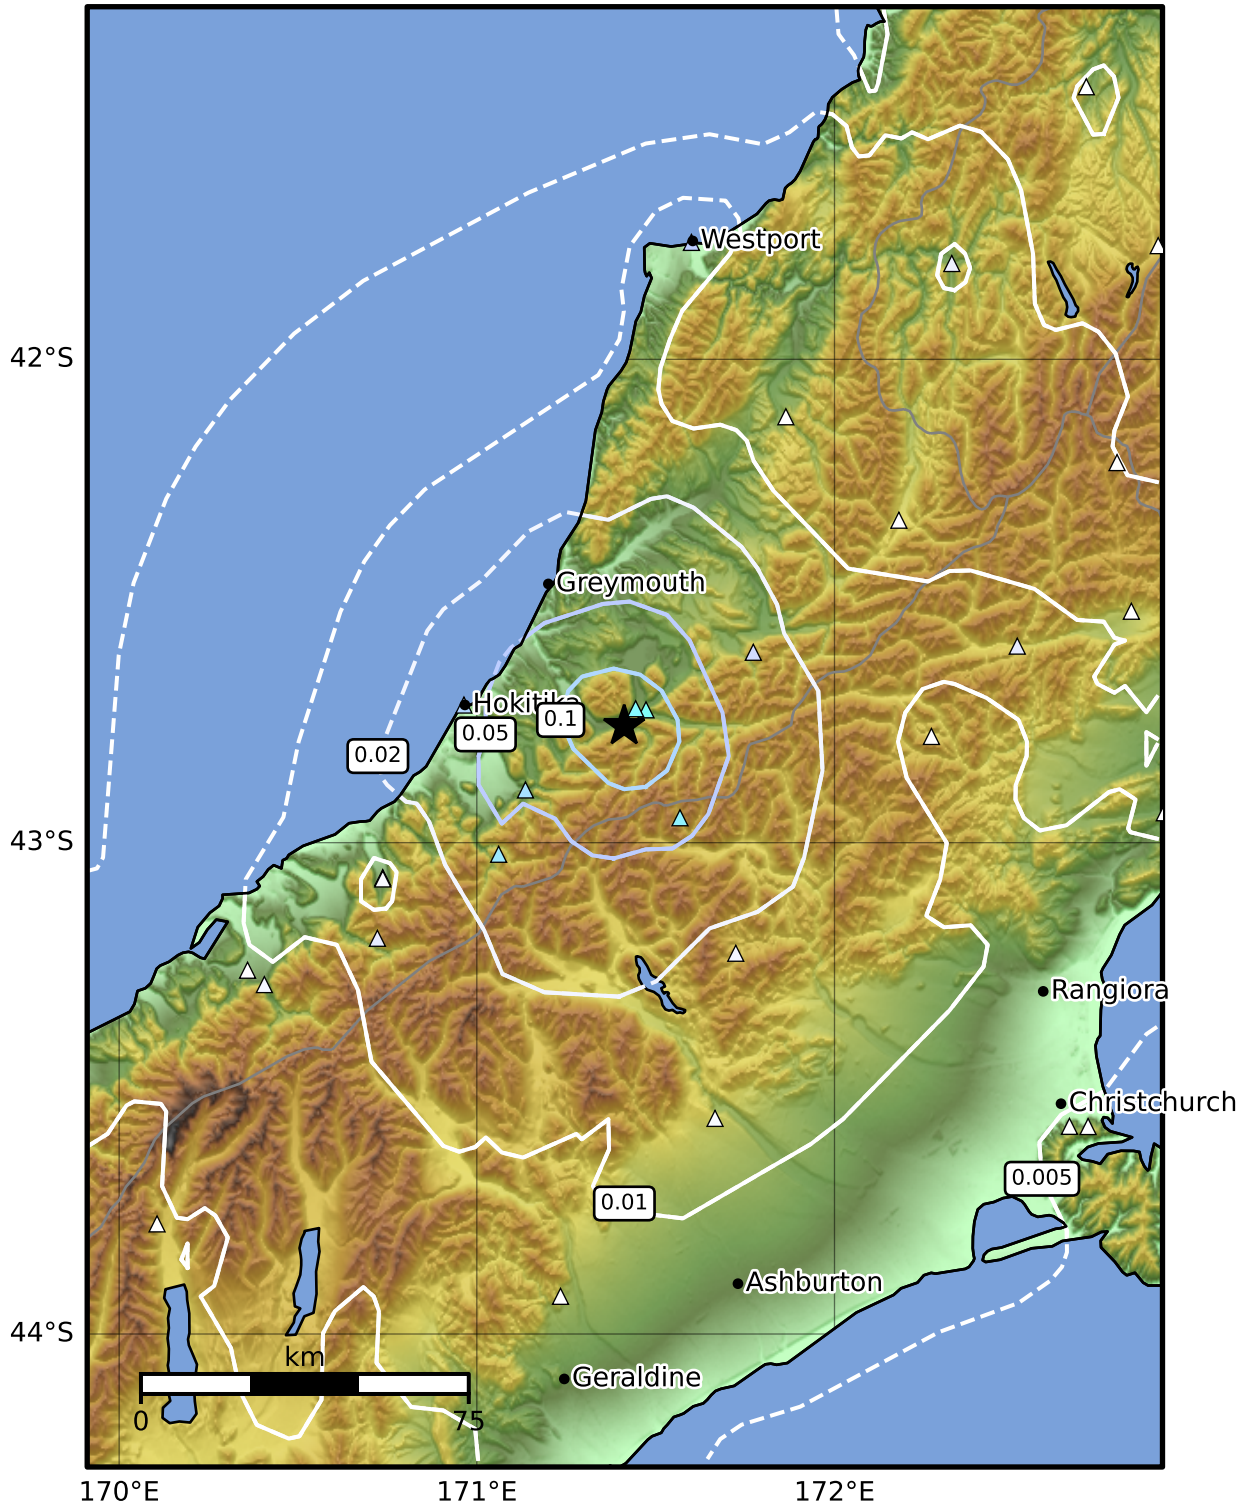 Westport
42°S
Greymouth
Hokitika
0.1
0.05
0.02
43°S
Rangiora
Christchurch
0.005
0.01
Ashburton
44°S
km
Geraldine
0 75
170°E 171°E 172°E